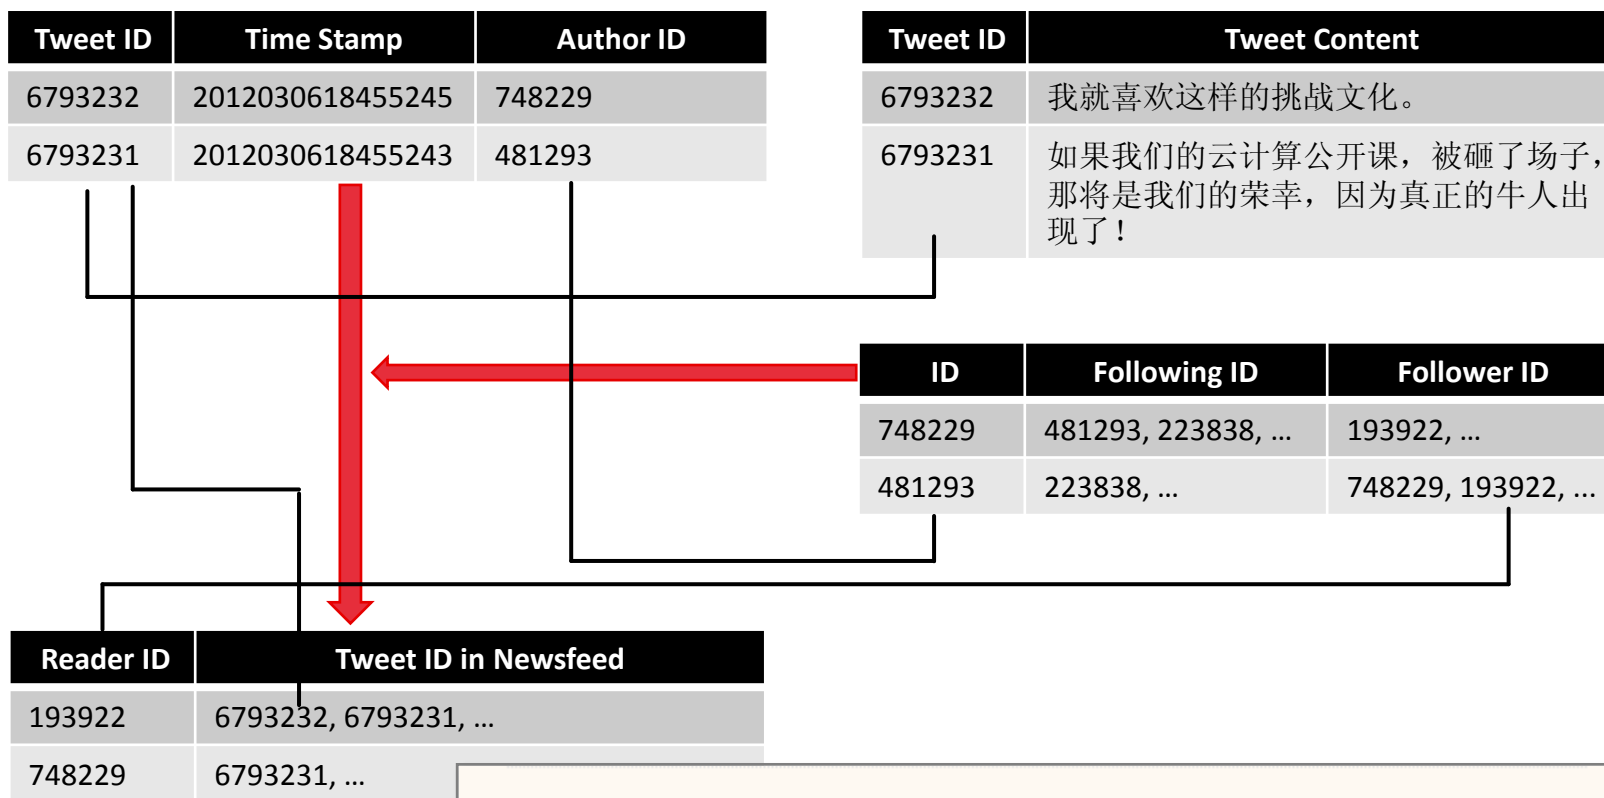 Tweet ID Time Stamp Author ID
6793232 2012030618455245 748229
6793231 2012030618455243 481293
Tweet ID Tweet Content
6793232 我就喜欢这样的挑战文化。
6793231 如果我们的云计算公开课，被砸了场子，
那将是我们的荣幸，因为真正的牛人出
现了！
ID Following ID Follower ID
748229 481293, 223838, … 193922, …
481293 223838, … 748229, 193922, ...
Reader ID Tweet ID in Newsfeed
193922 6793232, 6793231, …
748229 6793231, …